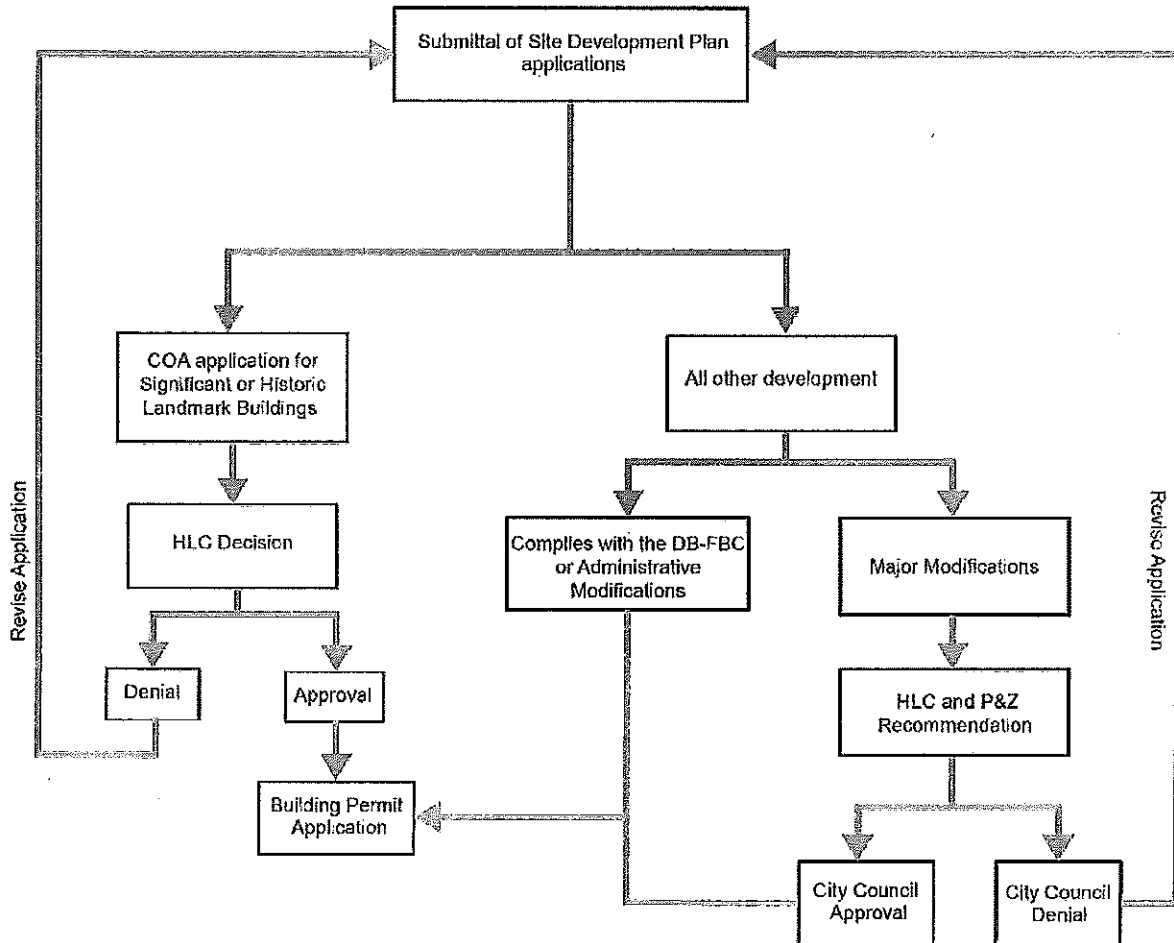 Submittal of Site Development Plan
applications
COA application for
Significant or Historic
Landmark Buildings
All other development
Revise Application
HLC Decision
Complies with the DB-FBC
or Administrative
Modifications
Major Modifications
Revise Application
Denial
Approval
HLC and P&Z
Recommendation
Building Permit
Application
City Council
Approval
City Council
Denial